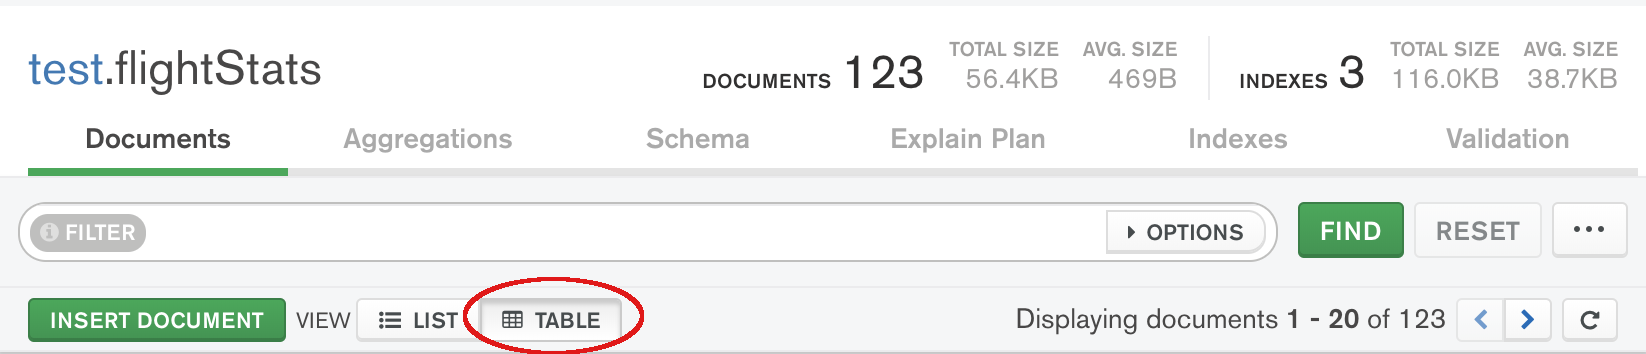 test.flightStats
DOCUMENTS 123
TOTAL SIZE AVG. SIZE
56.4KB 469B
INDEXES 3
TOTAL SIZE AVG. SIZE
116.0KB 38.7KB
Documents Aggregations Schema Explain Plan Indexes Validation
FILTER OPTIONS FIND RESET ...
INSERT DOCUMENT VIEW LIST TABLE Displaying documents 1 - 20 of 123